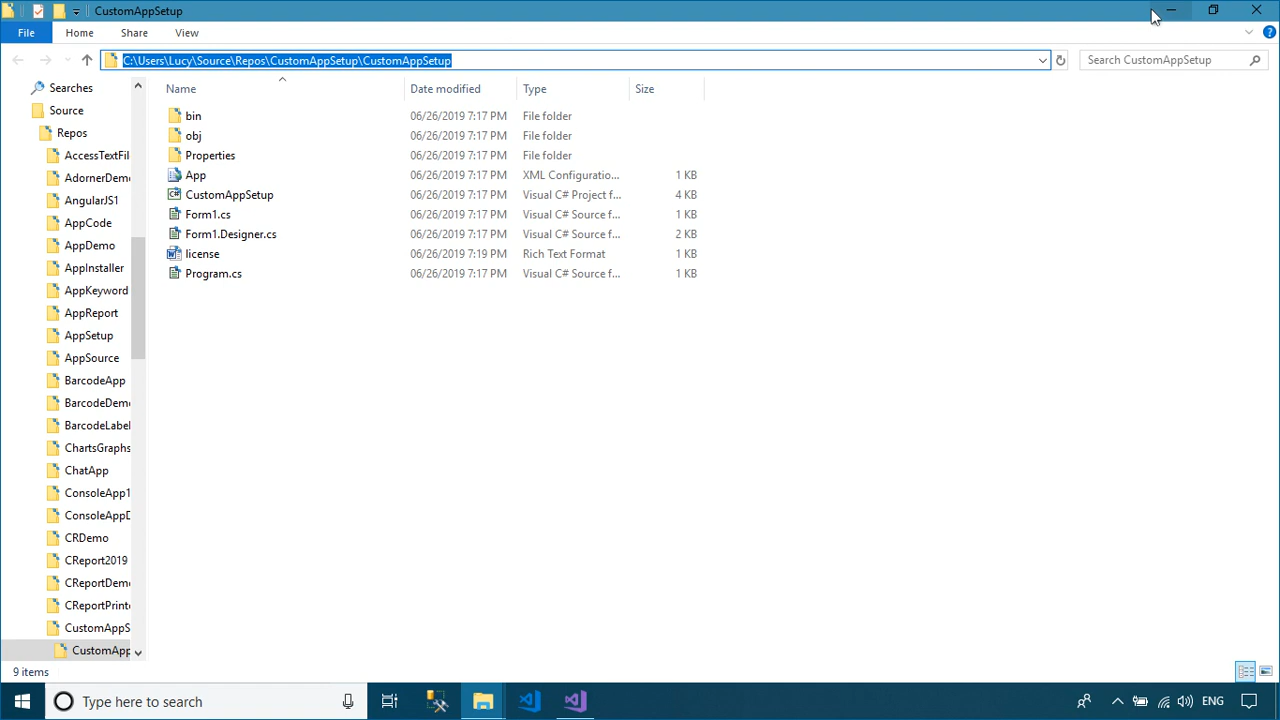 CustomAppSetup
File Home Share View
C:\Users\Lucy\Source\Repos\CustomAppSetup\CustomAppSetup
Search CustomAppSetup
Searches
Source
Repos
AccessTextFil
AdornerDem
AngularJS1
AppCode
AppDemo
AppInstaller
AppKeyword
AppReport
AppSetup
AppSource
BarcodeApp
BarcodeDem
BarcodeLabel
ChartsGraphs
ChatApp
ConsoleApp1
ConsoleAppD
CRDemo
CReport2019
CReportDem
CReportPrint
CustomAppS
CustomApp
Name Date modified Type Size
bin 06/26/2019 7:17 PM File folder
obj 06/26/2019 7:17 PM File folder
Properties 06/26/2019 7:17 PM File folder
App 06/26/2019 7:17 PM XML Configuratio... 1 KB
CustomAppSetup 06/26/2019 7:17 PM Visual C# Project f... 4 KB
Form1.cs 06/26/2019 7:17 PM Visual C# Source f... 1 KB
Form1.Designer.cs 06/26/2019 7:17 PM Visual C# Source f... 2 KB
license 06/26/2019 7:19 PM Rich Text Format 1 KB
Program.cs 06/26/2019 7:17 PM Visual C# Source f... 1 KB
9 items
Type here to search
ENG